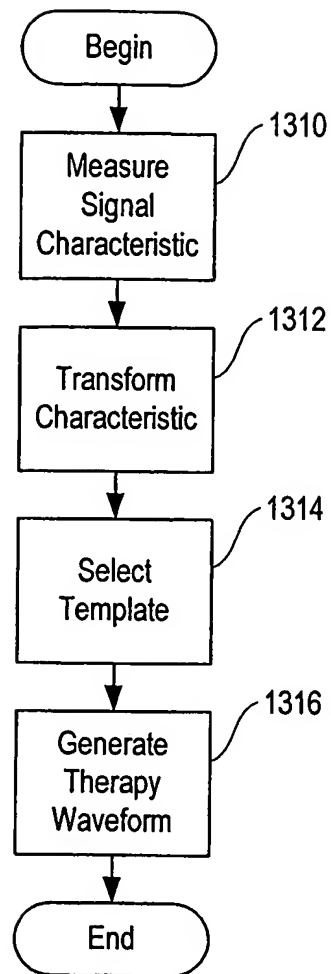 Begin
1310
Measure
Signal
Characteristic
1312
Transform
Characteristic
1314
Select
Template
1316
Generate
Therapy
Waveform
End